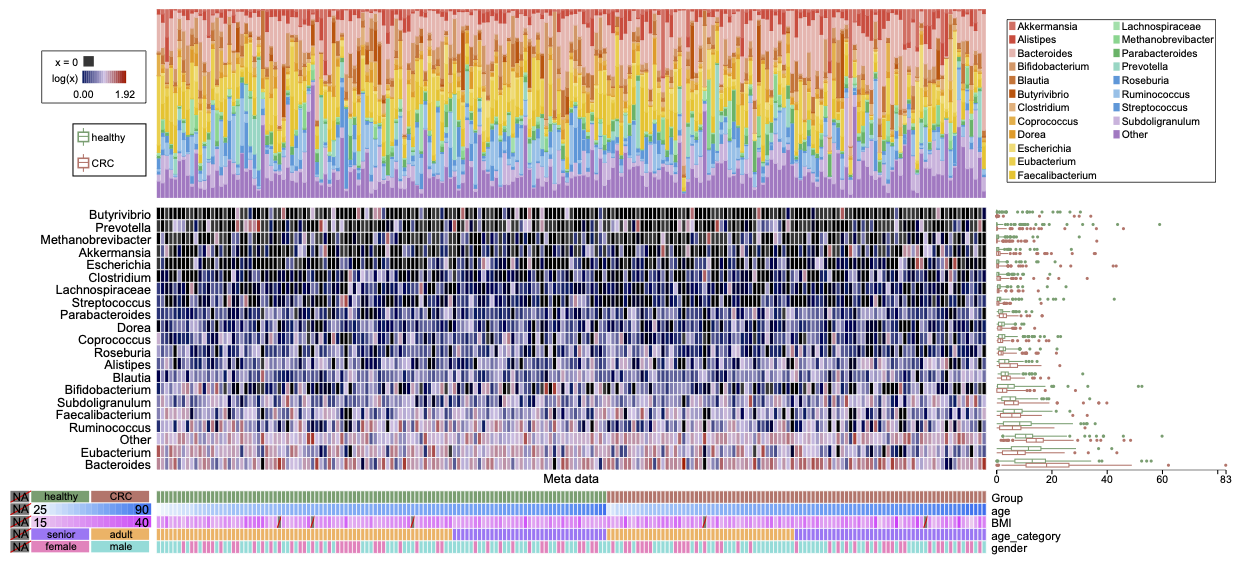 x = 0
log(x)
0.00 1.92
healthy
CRC
Akkermansia
Alistipes
Bacteroides
Bifidobacterium
Blautia
Butyrivibrio
Clostridium
Coprococcus
Dorea
Escherichia
Eubacterium
Faecalibacterium
Lachnospiraceae
Methanobrevibacter
Parabacteroides
Prevotella
Roseburia
Ruminococcus
Streptococcus
Subdoligranulum
Other
Butyrivibrio
Prevotella
Methanobrevibacter
Akkermansia
Escherichia
Clostridium
Lachnospiraceae
Streptococcus
Parabacteroides
Dorea
Coprococcus
Roseburia
Alistipes
Blautia
Bifidobacterium
Subdoligranulum
Faecalibacterium
Ruminococcus
Other
Eubacterium
Bacteroides
0 20 40 60 83
Meta data
NA healthy CRC Group
NA 25 90 age
NA 15 40 BMI
NA senior adult age_category
NA female male gender